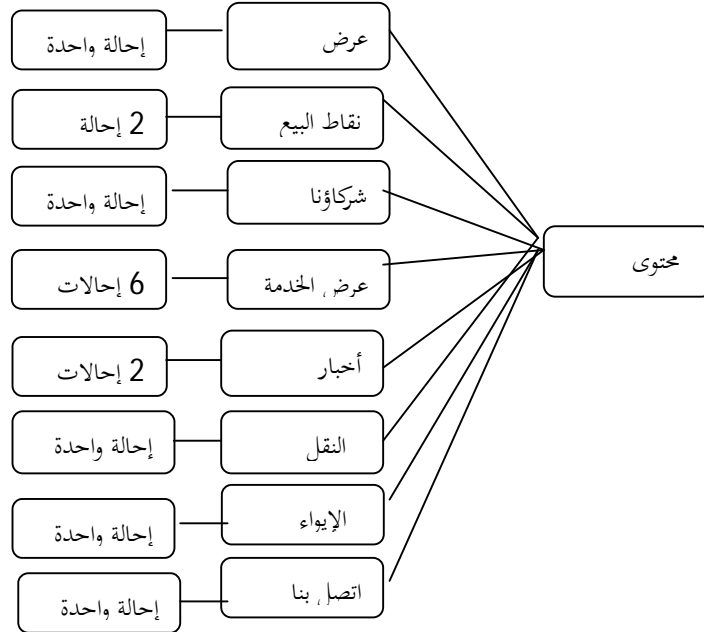 محتوى
عرض
إحالة واحدة
نقاط البيع
2 إحالة
شركاؤنا
إحالة واحدة
عرض الخدمة
6 إحالات
أخبار
2 إحالات
النقل
إحالة واحدة
الإيواء
إحالة واحدة
اتصل بنا
إحالة واحدة